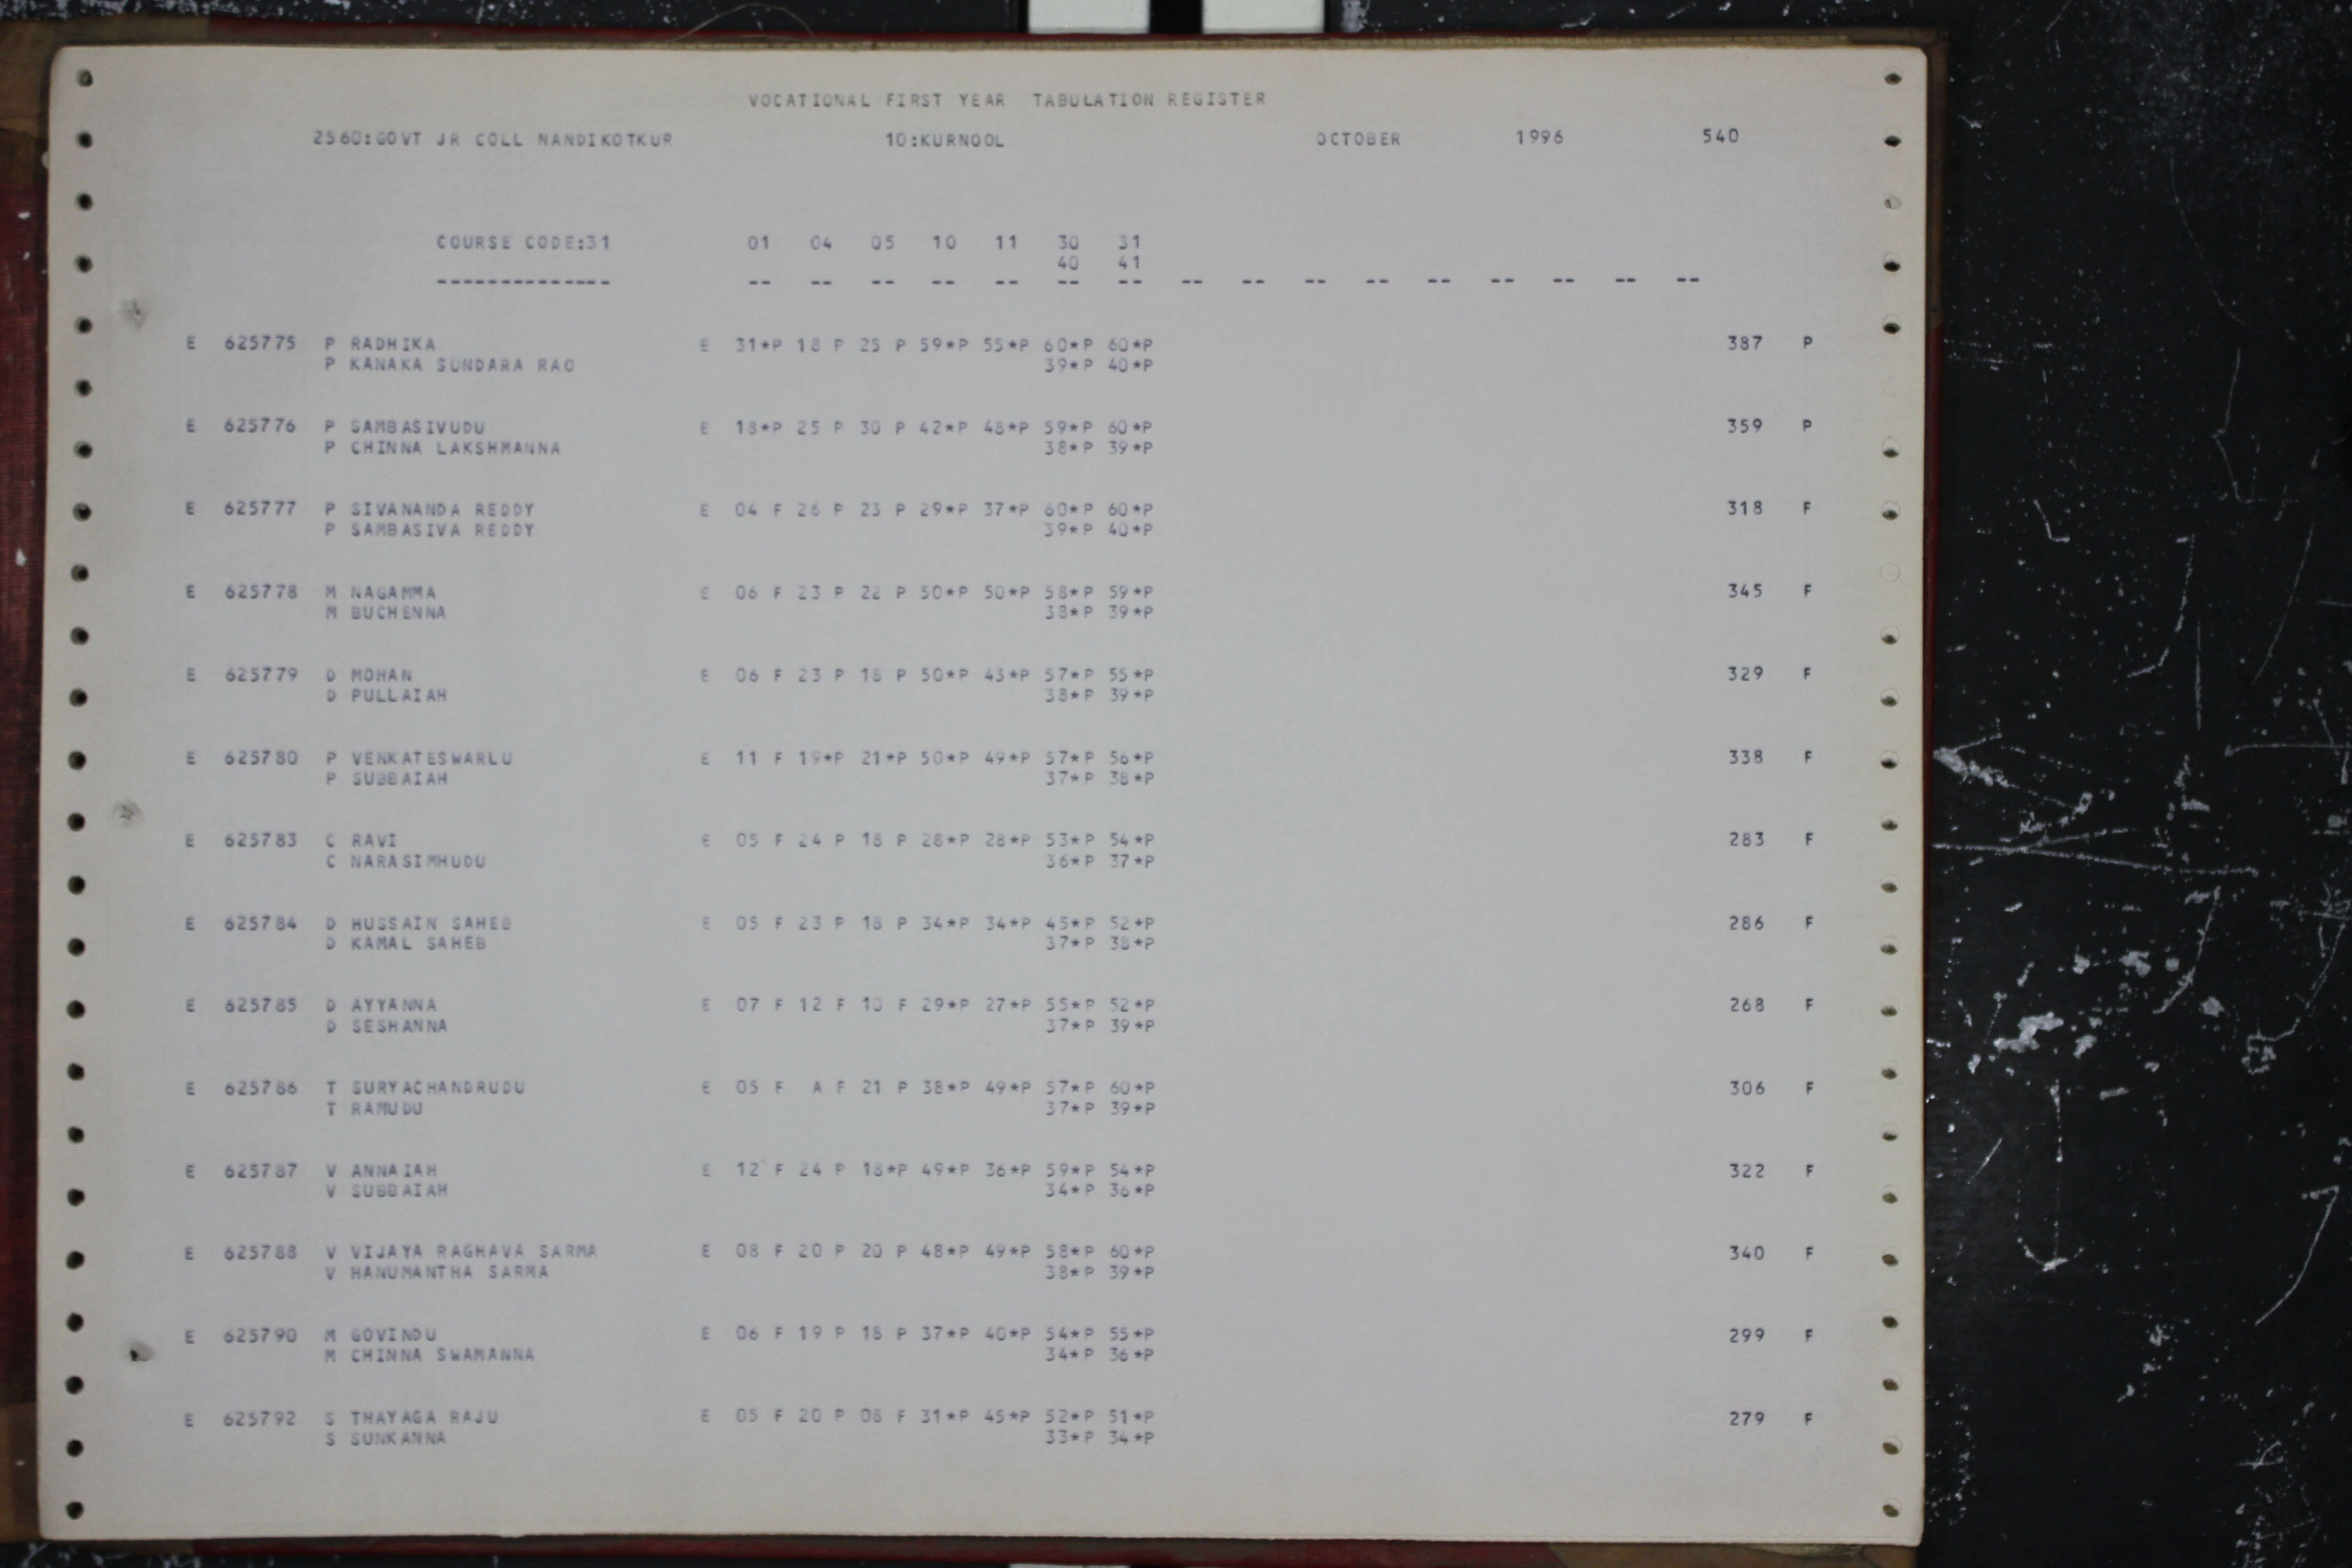 VOCATIONAL FIRST YEAR TABULATION REGISTER
2560:GOVT JR COLL NANDIKOTKUR 10:KURNOOL OCTOBER 1996 540
COURSE CODE:31 01 04 05 10 11 30 31
40 41
-------------- -- -- -- -- -- -- -- -- -- -- -- -- -- -- -- --
E 625775 P RADHIKA E 31*P 18 P 25 P 59*P 55*P 60*P 60*P 387 P
P KANAKA SUNDARA RAO 39*P 40*P
E 625776 P SAMBASIVUDU E 18*P 25 P 30 P 42*P 48*P 59*P 60*P 359 P
P CHINNA LAKSHMANNA 38*P 39*P
E 625777 P SIVANANDA REDDY E 04 F 26 P 23 P 29*P 37*P 60*P 60*P 318 F
P SAMBASIVA REDDY 39*P 40*P
E 625778 M NAGAMMA E 06 F 23 P 22 P 50*P 50*P 58*P 59*P 345 F
M BUCHENNA 38*P 39*P
E 625779 D MOHAN E 06 F 23 P 18 P 50*P 43*P 57*P 55*P 329 F
D PULLAIAH 38*P 39*P
E 625780 P VENKATESWARLU E 11 F 19*P 21*P 50*P 49*P 57*P 56*P 338 F
P SUBBAIAH 37*P 38*P
E 625783 C RAVI E 05 F 24 P 18 P 28*P 28*P 53*P 54*P 283 F
C NARASIMHUDU 36*P 37*P
E 625784 D HUSSAIN SAHEB E 05 F 23 P 18 P 34*P 34*P 45*P 52*P 286 F
D KAMAL SAHEB 37*P 38*P
E 625785 D AYYANNA E 07 F 12 F 10 F 29*P 27*P 55*P 52*P 268 F
D SESHANNA 37*P 39*P
E 625786 T SURYACHANDRUDU E 05 F A F 21 P 38*P 49*P 57*P 60*P 306 F
T RAMUDU 37*P 39*P
E 625787 V ANNAIAH E 12 F 24 P 18*P 49*P 36*P 59*P 54*P 322 F
V SUBBAIAH 34*P 36*P
E 625788 V VIJAYA RAGHAVA SARMA E 08 F 20 P 20 P 48*P 49*P 58*P 60*P 340 F
V HANUMANTHA SARMA 38*P 39*P
E 625790 M GOVINDU E 06 F 19 P 18 P 37*P 40*P 54*P 55*P 299 F
M CHINNA SWAMANNA 34*P 36*P
E 625792 S THAYAGA RAJU E 05 F 20 P 08 F 31*P 45*P 52*P 51*P 279 F
S SUNKANNA 33*P 34*P